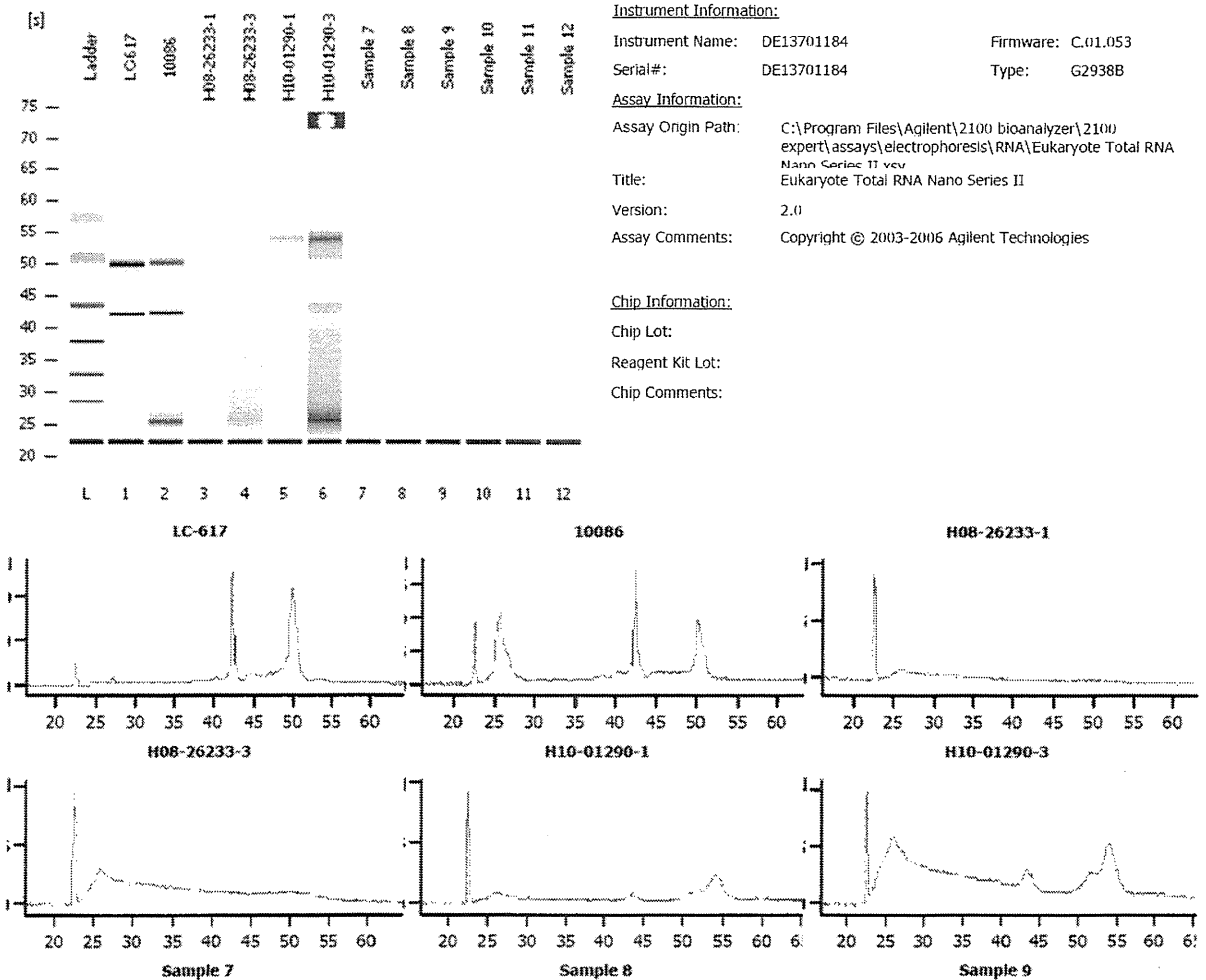 [s]
Ladder
LC-617
10086
H08-26233-1
H08-26233-3
H10-01290-1
H10-01290-3
Sample 7
Sample 8
Sample 9
Sample 10
Sample 11
Sample 12
75
70
65
60
55
50
45
40
35
30
25
20
L 1 2 3 4 5 6 7 8 9 10 11 12
Instrument Information:
Instrument Name: DE13701184 Firmware: C.01.053
Serial#: DE13701184 Type: G2938B
Assay Information:
Assay Origin Path: C:\Program Files\Agilent\2100 bioanalyzer\2100
expert\assays\electrophoresis\RNA\Eukaryote Total RNA
Nano Series II.xsy
Title: Eukaryote Total RNA Nano Series II
Version: 2.0
Assay Comments: Copyright © 2003-2006 Agilent Technologies
Chip Information:
Chip Lot:
Reagent Kit Lot:
Chip Comments:
LC-617 10086 H08-26233-1
20 25 30 35 40 45 50 55 60 20 25 30 35 40 45 50 55 60 20 25 30 35 40 45 50 55 60
H08-26233-3 H10-01290-1 H10-01290-3
20 25 30 35 40 45 50 55 60 20 25 30 35 40 45 50 55 60 65 20 25 30 35 40 45 50 55 60
Sample 7 Sample 8 Sample 9